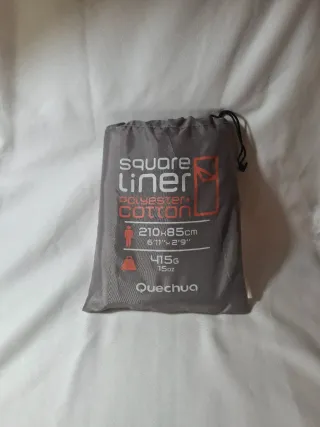 square
Liner
polyester+
cotton
210x85cm
6'11"x2'9"
415g
15oz
Quechua